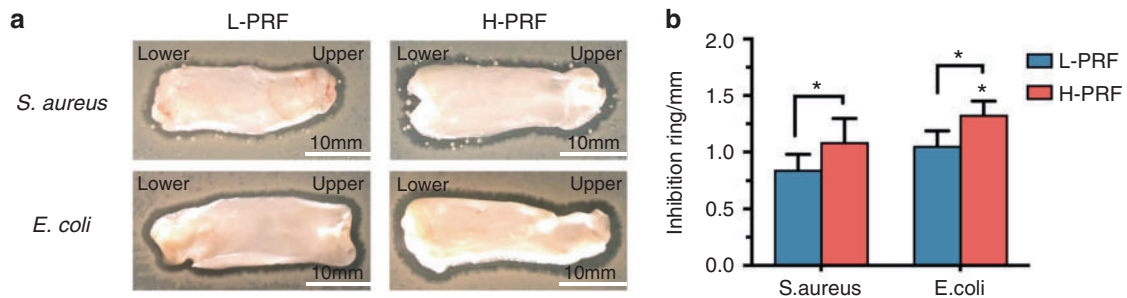 a
L-PRF
H-PRF
S. aureus
Lower
Upper
10mm
Lower
Upper
10mm
E. coli
Lower
Upper
10mm
Lower
Upper
10mm
b
Inhibition ring/mm
2.0
1.5
1.0
0.5
0.0
*
*
*
S.aureus
E.coli
L-PRF
H-PRF